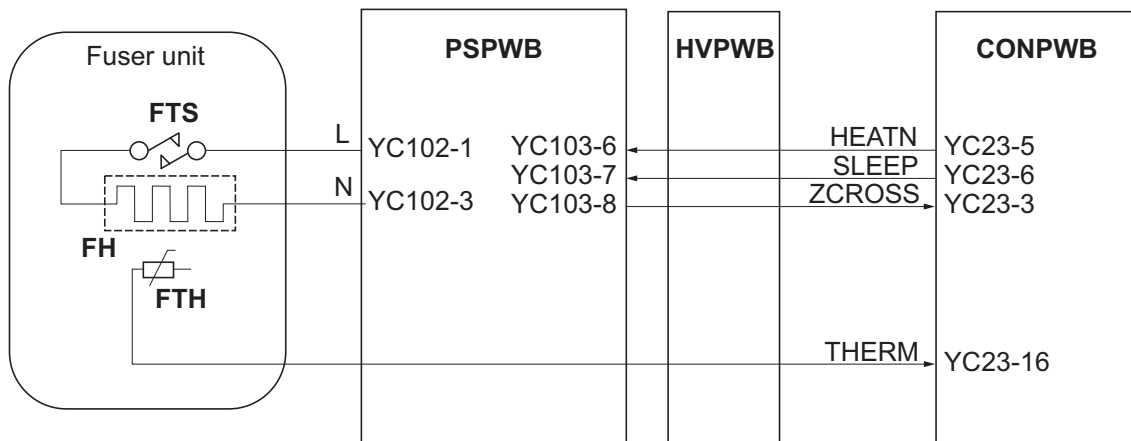 Fuser unit
PSPWB
HVPWB
CONPWB
FTS
L
YC102-1
YC103-6
HEATN
YC23-5
YC103-7
SLEEP
YC23-6
N
YC102-3
YC103-8
ZCROSS
YC23-3
FH
FTH
THERM
YC23-16